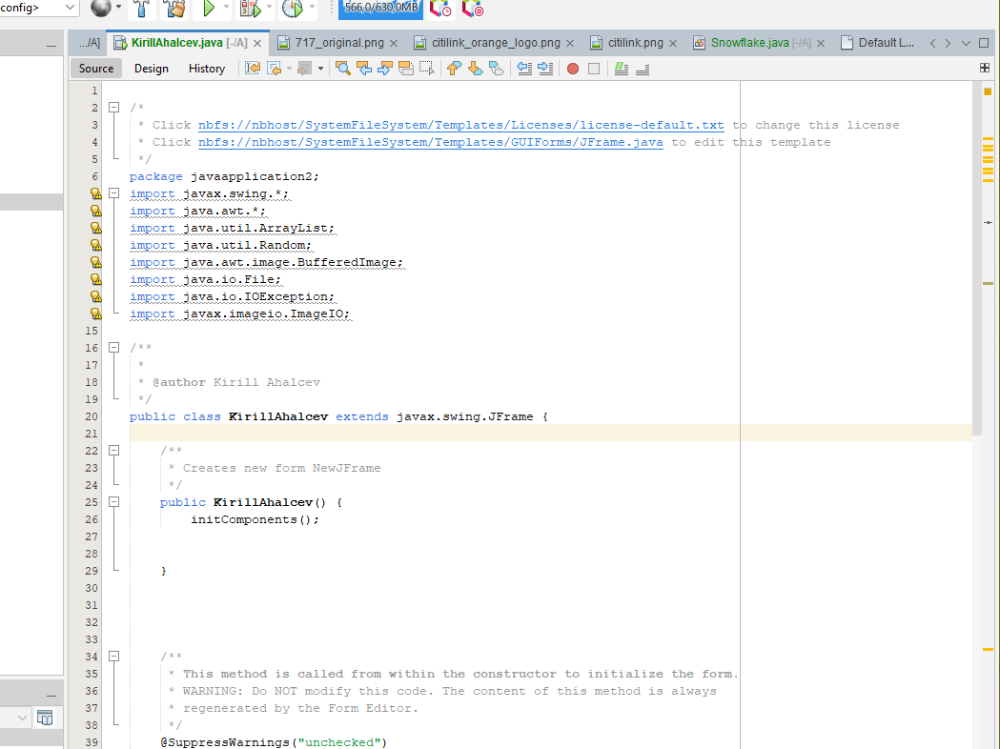 config>
566,0/630,0MB
.../A]
KirillAhalcev.java [-/A]
717_original.png
citilink_orange_logo.png
citilink.png
Snowflake.java [-/A]
Default L...
Source
Design
History
1
2 /*
3 * Click nbfs://nbhost/SystemFileSystem/Templates/Licenses/license-default.txt to change this license
4 * Click nbfs://nbhost/SystemFileSystem/Templates/GUIForms/JFrame.java to edit this template
5 */
6 package javaapplication2;
import javax.swing.*;
import java.awt.*;
import java.util.ArrayList;
import java.util.Random;
import java.awt.image.BufferedImage;
import java.io.File;
import java.io.IOException;
import javax.imageio.ImageIO;
15
16 /**
17 *
18 * @author Kirill Ahalcev
19 */
20 public class KirillAhalcev extends javax.swing.JFrame {
21
22 /**
23 * Creates new form NewJFrame
24 */
25 public KirillAhalcev() {
26 initComponents();
27
28
29 }
30
31
32
33
34 /**
35 * This method is called from within the constructor to initialize the form.
36 * WARNING: Do NOT modify this code. The content of this method is always
37 * regenerated by the Form Editor.
38 */
39 @SuppressWarnings("unchecked")